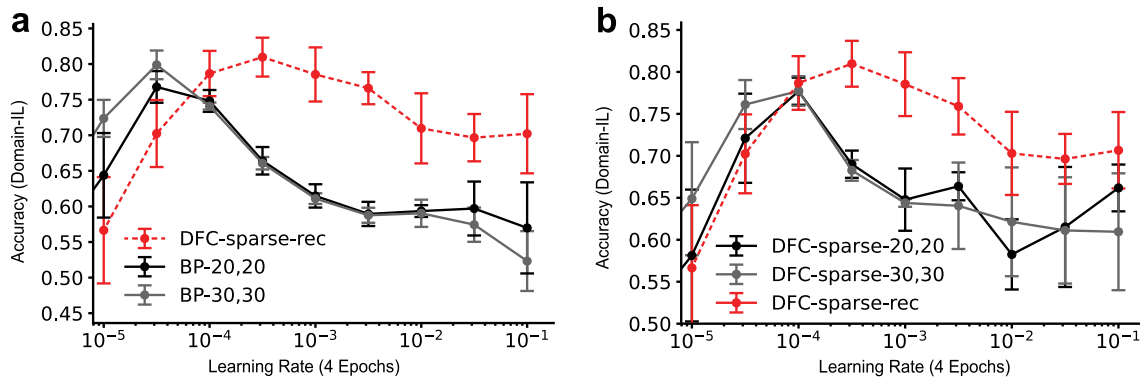 a
Accuracy (Domain-IL)
0.85
0.80
0.75
0.70
0.65
0.60
0.55
0.50
0.45
DFC-sparse-rec
BP-20,20
BP-30,30
10⁻⁵ 10⁻⁴ 10⁻³ 10⁻² 10⁻¹
Learning Rate (4 Epochs)
b
Accuracy (Domain-IL)
0.85
0.80
0.75
0.70
0.65
0.60
0.55
0.50
DFC-sparse-20,20
DFC-sparse-30,30
DFC-sparse-rec
10⁻⁵ 10⁻⁴ 10⁻³ 10⁻² 10⁻¹
Learning Rate (4 Epochs)